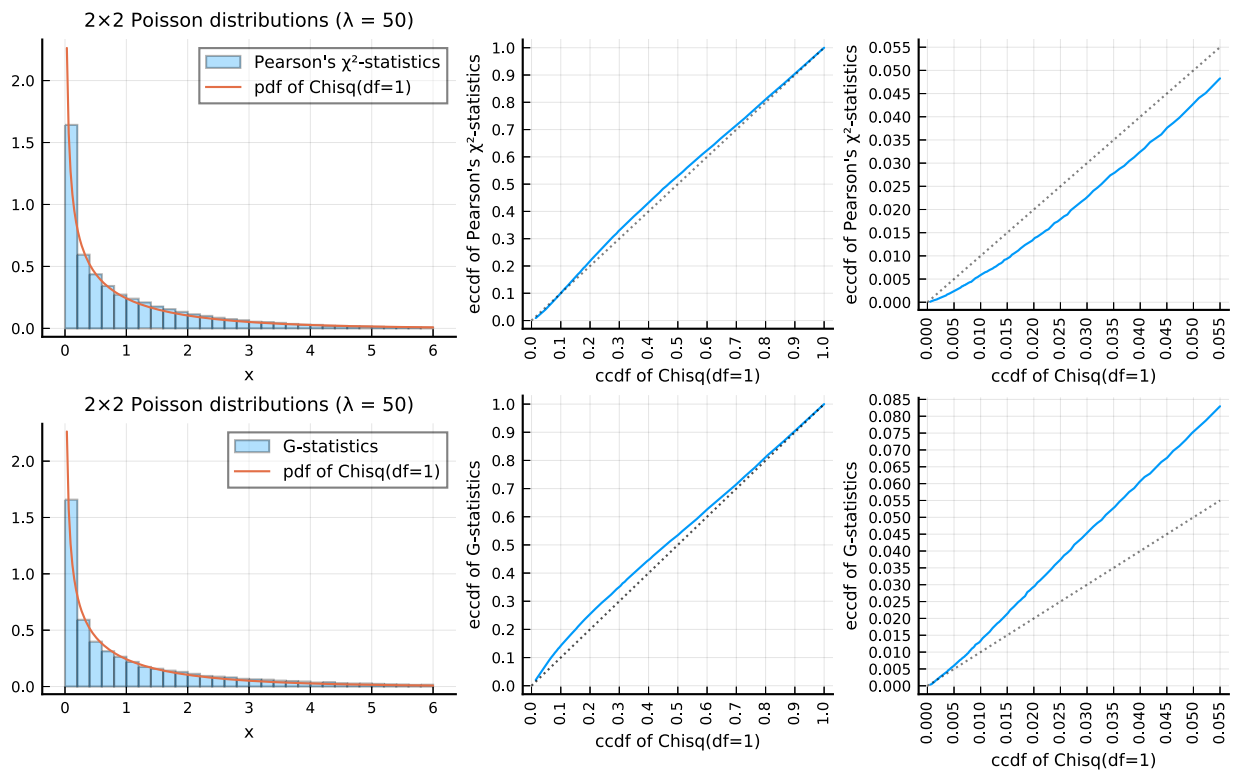 2×2 Poisson distributions (λ = 50)
Pearson's χ²-statistics
pdf of Chisq(df=1)
2.0
1.5
1.0
0.5
0.0
0 1 2 3 4 5 6
x
eccdf of Pearson's χ²-statistics
1.0
0.9
0.8
0.7
0.6
0.5
0.4
0.3
0.2
0.1
0.0
0.0 0.1 0.2 0.3 0.4 0.5 0.6 0.7 0.8 0.9 1.0
ccdf of Chisq(df=1)
eccdf of Pearson's χ²-statistics
0.055
0.050
0.045
0.040
0.035
0.030
0.025
0.020
0.015
0.010
0.005
0.000
0.000 0.005 0.010 0.015 0.020 0.025 0.030 0.035 0.040 0.045 0.050 0.055
ccdf of Chisq(df=1)
2×2 Poisson distributions (λ = 50)
G-statistics
pdf of Chisq(df=1)
2.0
1.5
1.0
0.5
0.0
0 1 2 3 4 5 6
x
eccdf of G-statistics
1.0
0.9
0.8
0.7
0.6
0.5
0.4
0.3
0.2
0.1
0.0
0.0 0.1 0.2 0.3 0.4 0.5 0.6 0.7 0.8 0.9 1.0
ccdf of Chisq(df=1)
eccdf of G-statistics
0.085
0.080
0.075
0.070
0.065
0.060
0.055
0.050
0.045
0.040
0.035
0.030
0.025
0.020
0.015
0.010
0.005
0.000
0.000 0.005 0.010 0.015 0.020 0.025 0.030 0.035 0.040 0.045 0.050 0.055
ccdf of Chisq(df=1)